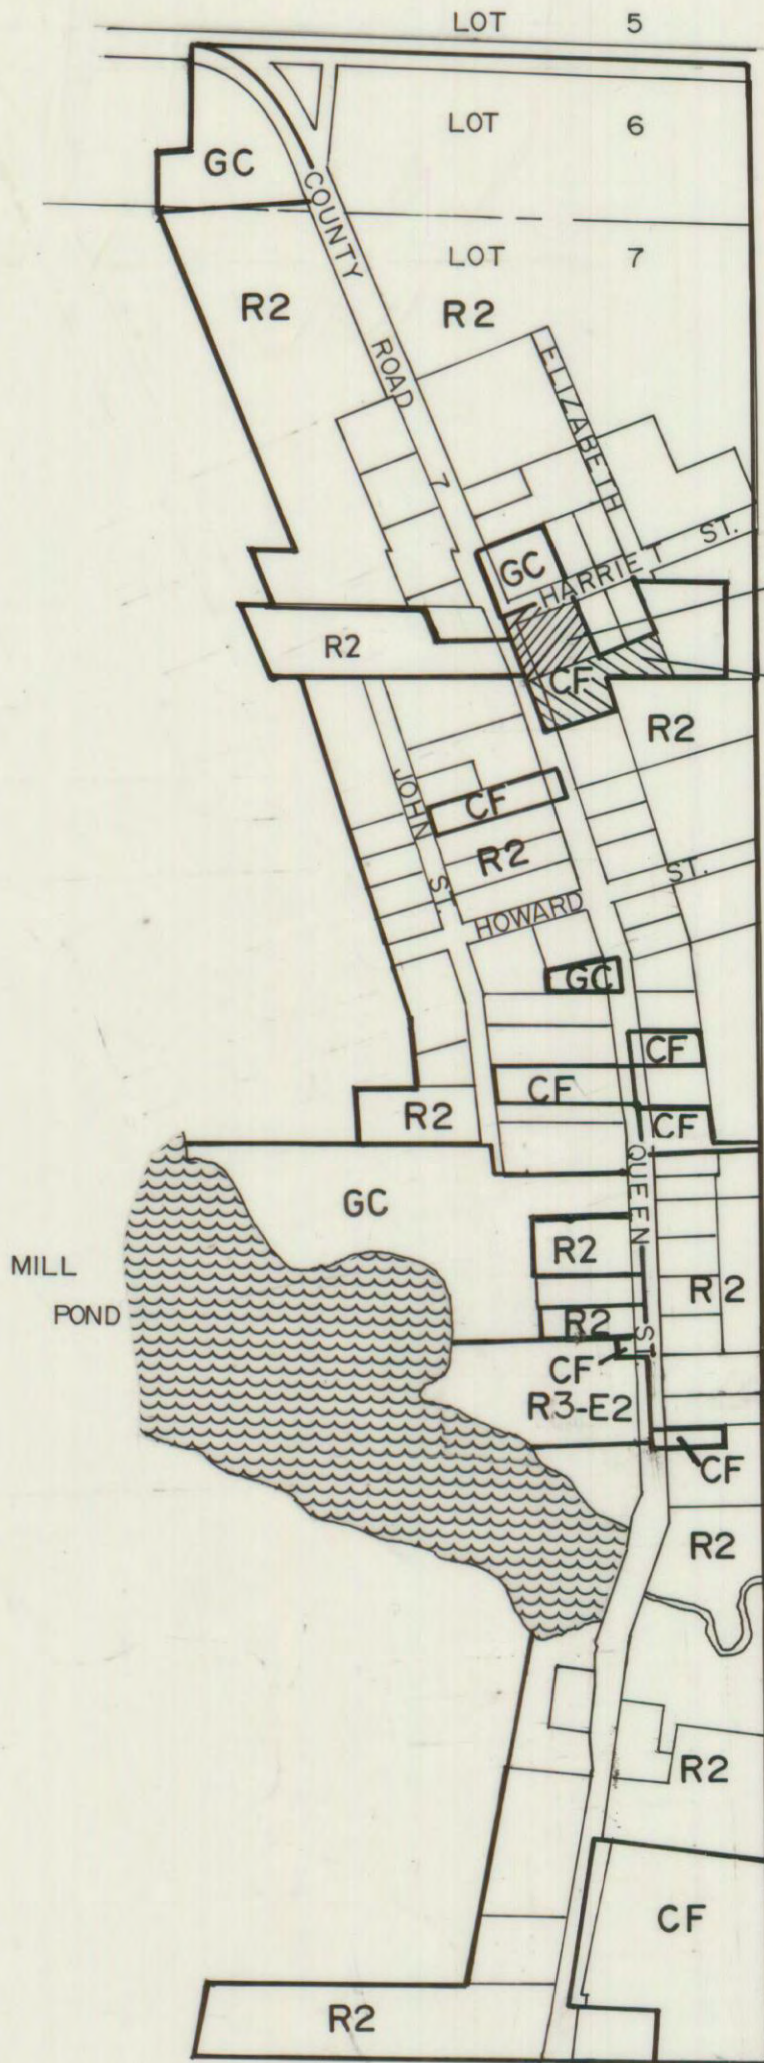 LOT 5
LOT 6
GC
COUNTY ROAD 7
LOT 7
R2
R2
ELIZABETH
GC
HARRIET ST.
R2
CF
R2
JOHN ST.
CF
R2
ST.
HOWARD
GC
CF
CF
R2
CF
QUEEN ST.
GC
MILL
POND
R2
R2
R2
CF
R3-E2
CF
R2
R2
CF
R2